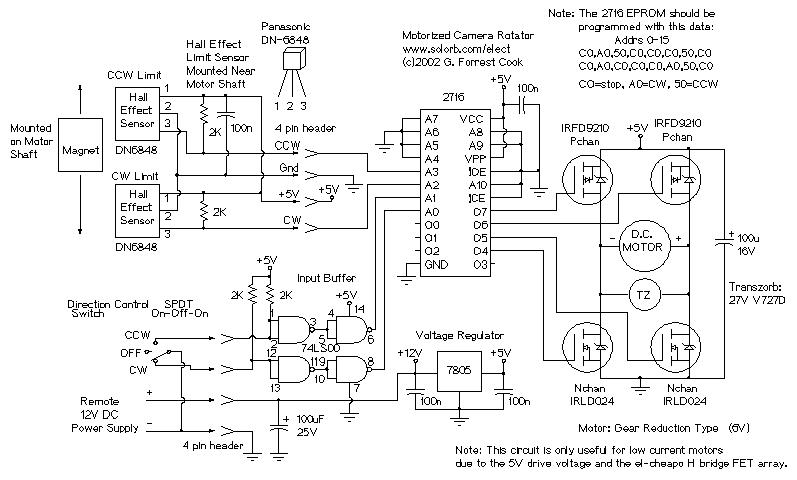 Note: The 2716 EPROM should be
programmed with this data:
Addrs 0-15
C0,A0,50,C0,C0,C0,50,C0
C0,A0,C0,C0,C0,A0,50,C0
C0=stop, A0=CW, 50=CCW
Motorized Camera Rotator
www.solorb.com/elect
(c)2002 G. Forrest Cook
Panasonic
DN-6848
1 2 3
Hall Effect
Limit Sensor
Mounted Near
Motor Shaft
CCW Limit
Hall
Effect
Sensor
DN6848
1
2
3
2K
100n
4 pin header
CCW
Gnd
+5V
+5V
CW
Mounted
on Motor
Shaft
Magnet
CW Limit
Hall
Effect
Sensor
DN6848
1
2
3
2K
2716
+5V
100n
A7
A6
A5
A4
A3
A2
A1
A0
O0
O1
O2
GND
VCC
A8
A9
VPP
!OE
A10
!CE
O7
O6
O5
O4
O3
IRFD9210
Pchan
+5V
IRFD9210
Pchan
-
D.C.
MOTOR
+
TZ
+
100u
16V
Transzorb:
27V V727D
Nchan
IRLD024
Nchan
IRLD024
Motor: Gear Reduction Type (6V)
+5V
2K
2K
Input Buffer
+5V
1
2
3
4
5
14
6
74LS00
12
13
11
9
10
8
7
Direction Control
Switch
SPDT
On-Off-On
CCW
OFF
CW
Remote
12V DC
Power Supply
+
-
4 pin header
+
100uF
25V
Voltage Regulator
+12V
7805
+5V
100n
100n
Note: This circuit is only useful for low current motors
due to the 5V drive voltage and the el-cheapo H bridge FET array.